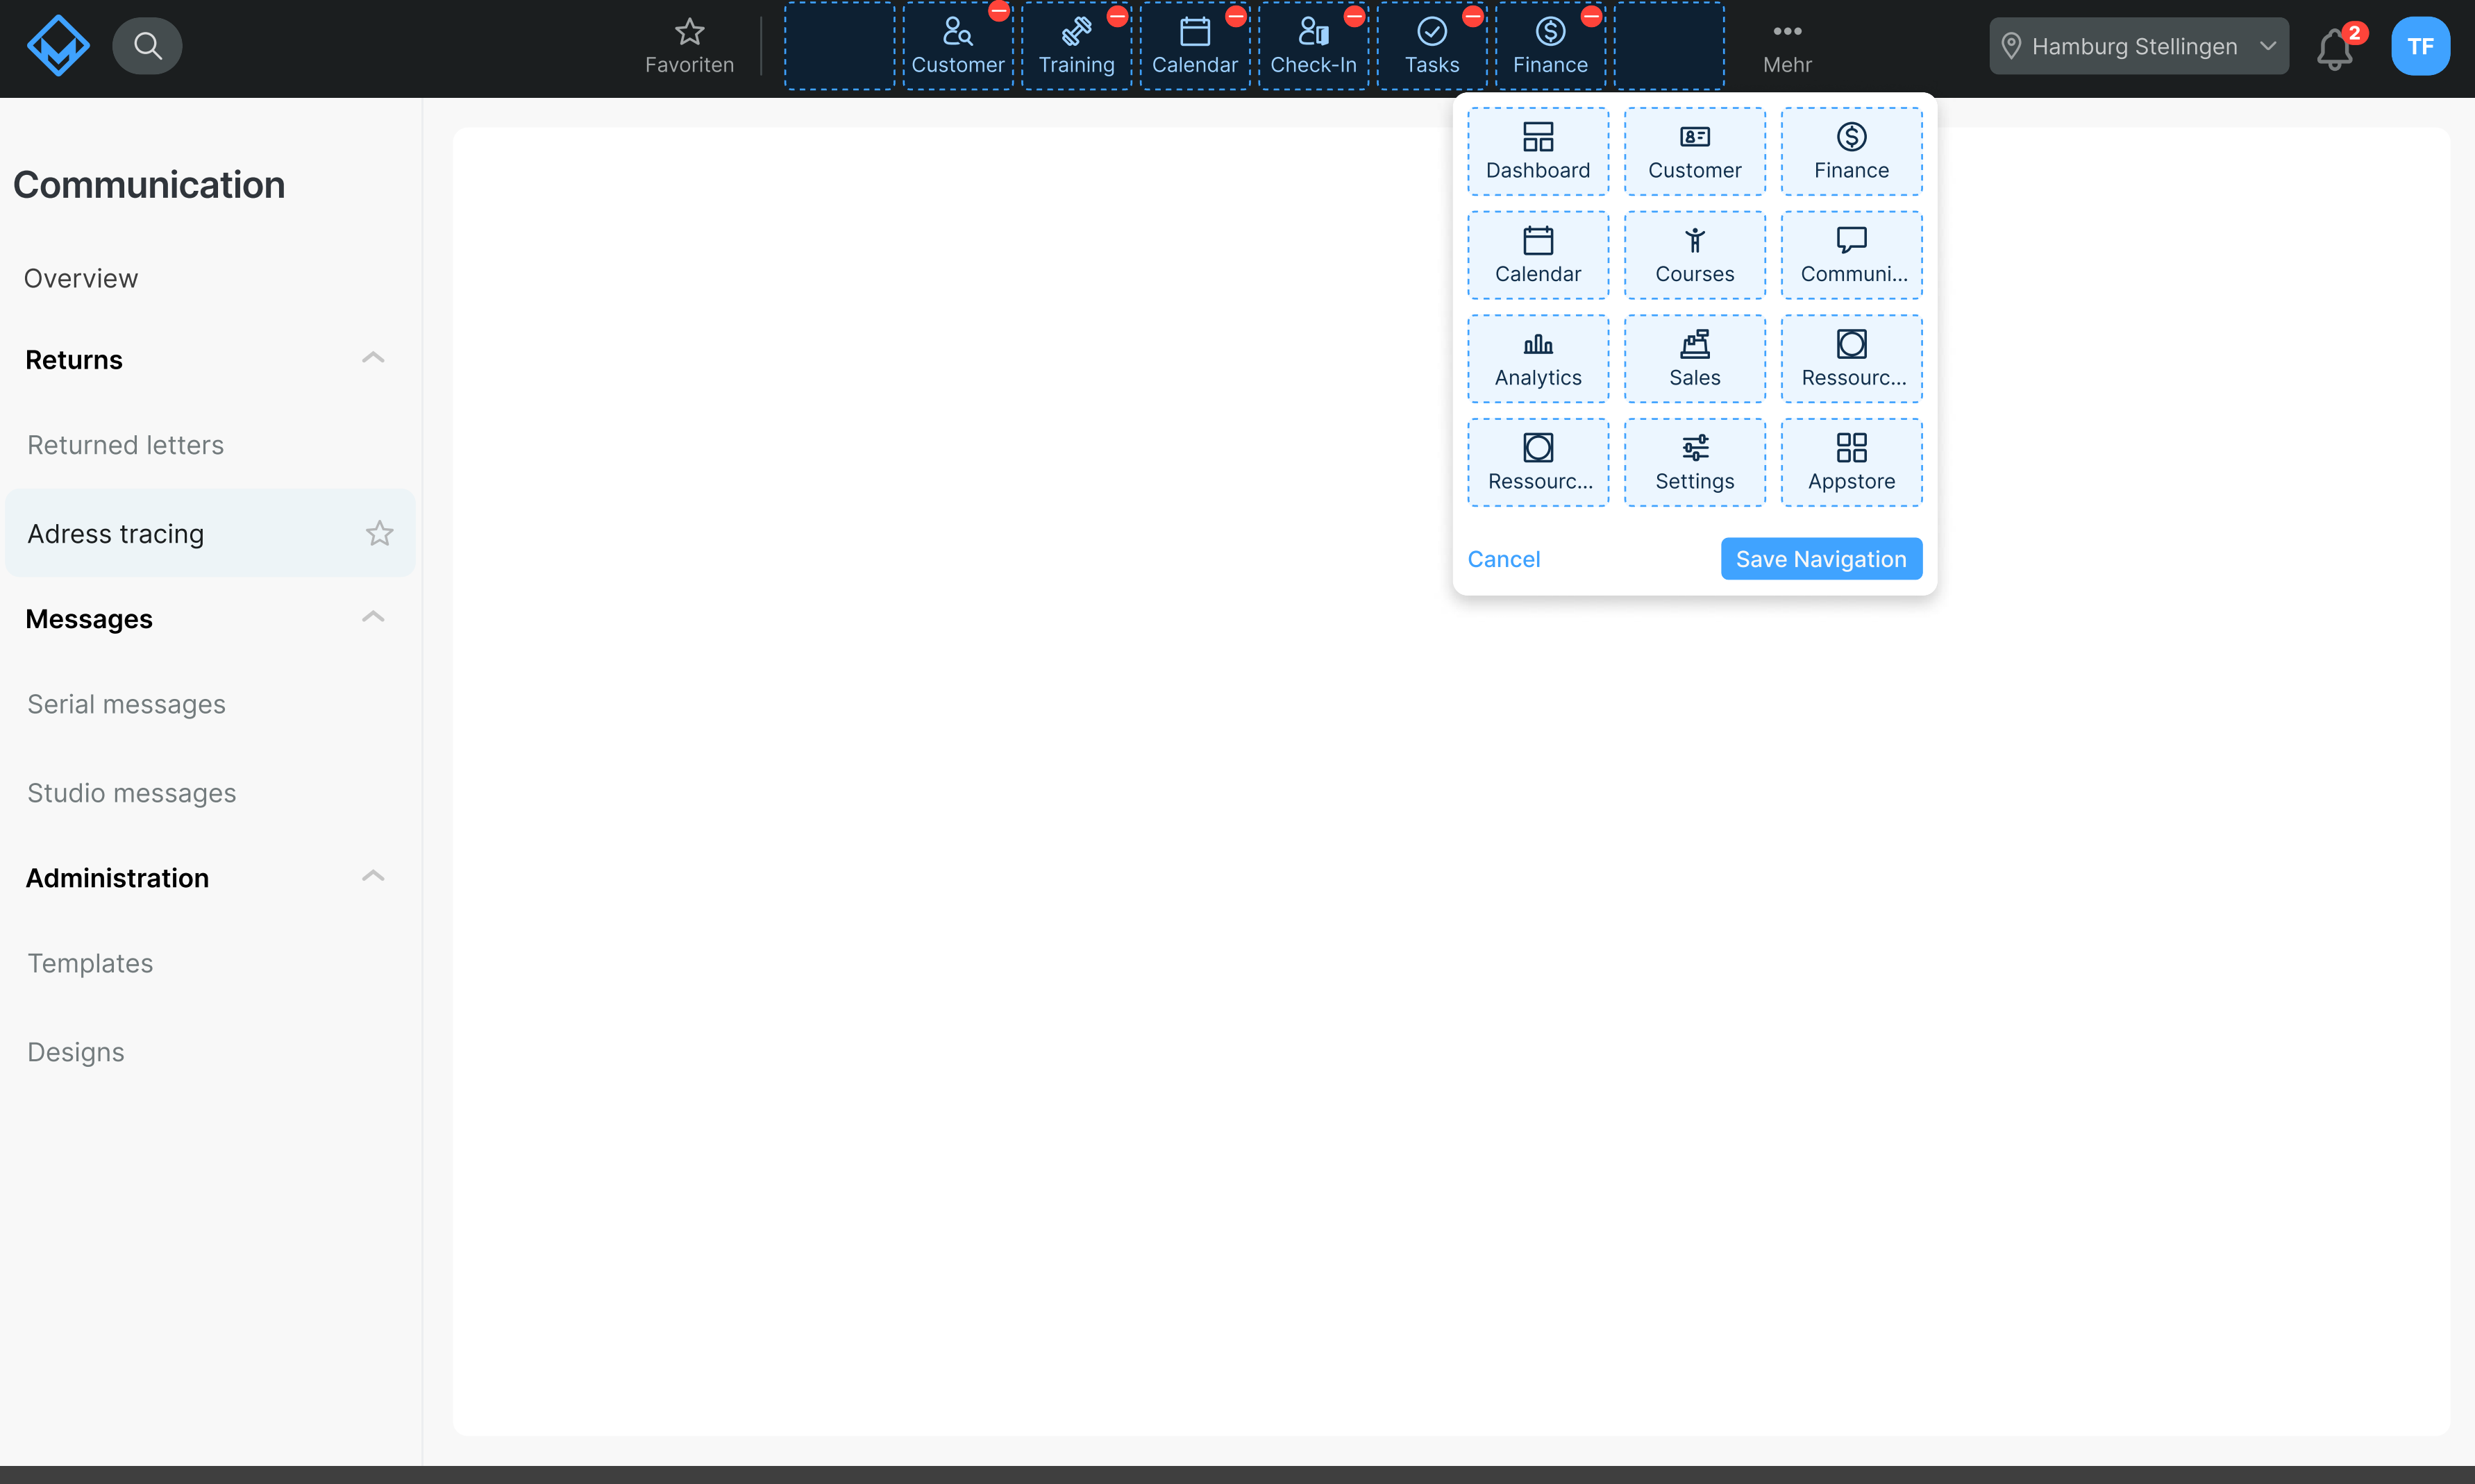 Favoriten
Customer
Training
Calendar
Check-In
Tasks
Finance
Mehr
Hamburg Stellingen
2
TF
Communication
Overview
Returns
Returned letters
Adress tracing
Messages
Serial messages
Studio messages
Administration
Templates
Designs
Dashboard
Customer
Finance
Calendar
Courses
Communi...
Analytics
Sales
Ressourc...
Ressourc...
Settings
Appstore
Cancel
Save Navigation